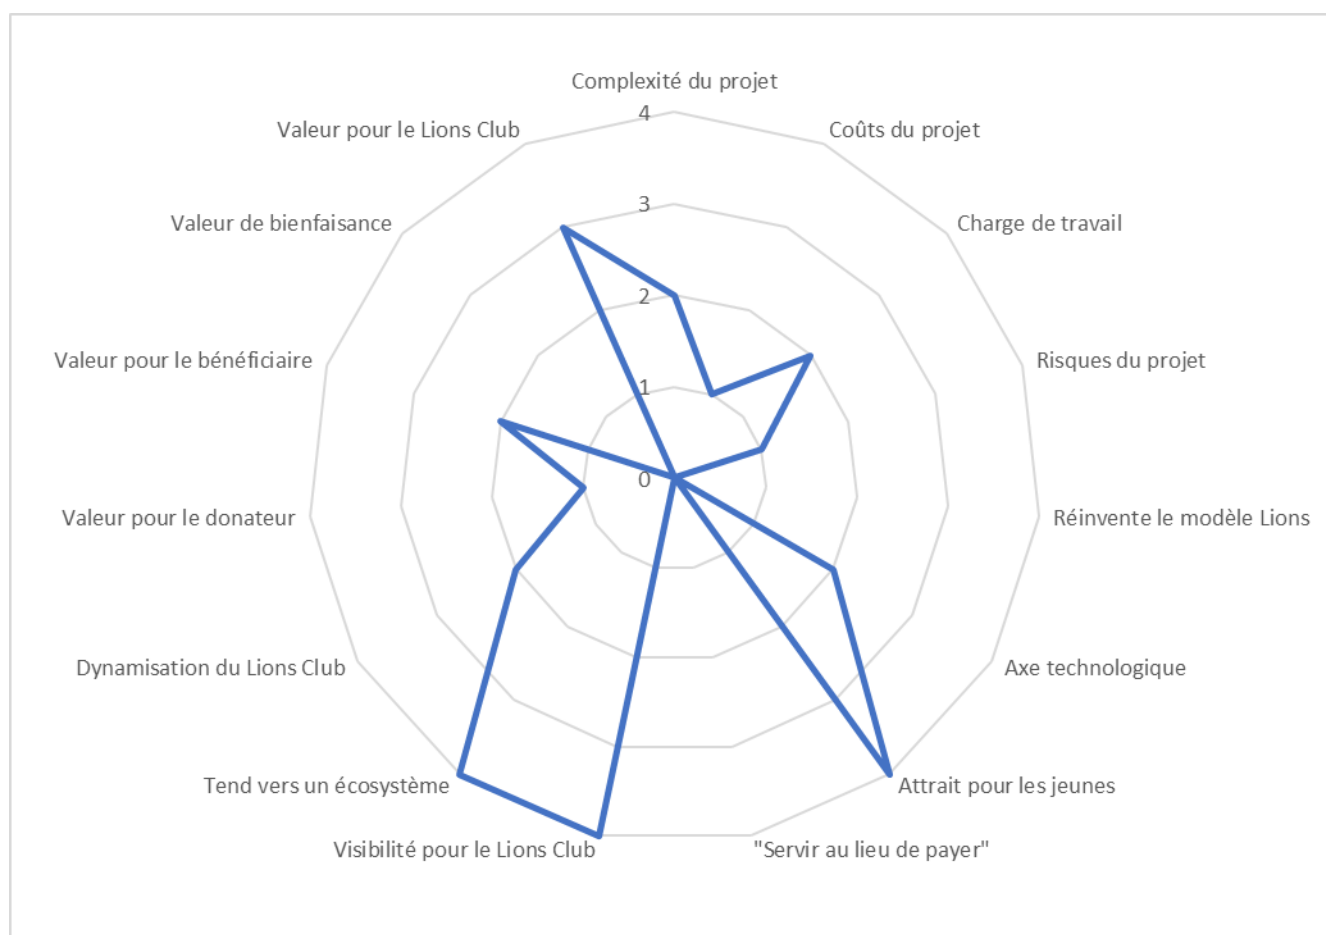 Complexité du projet
Coûts du projet
Charge de travail
Risques du projet
Réinvente le modèle Lions
Axe technologique
Attrait pour les jeunes
"Servir au lieu de payer"
Visibilité pour le Lions Club
Tend vers un écosystème
Dynamisation du Lions Club
Valeur pour le donateur
Valeur pour le bénéficiaire
Valeur de bienfaisance
Valeur pour le Lions Club
4
3
2
1
0